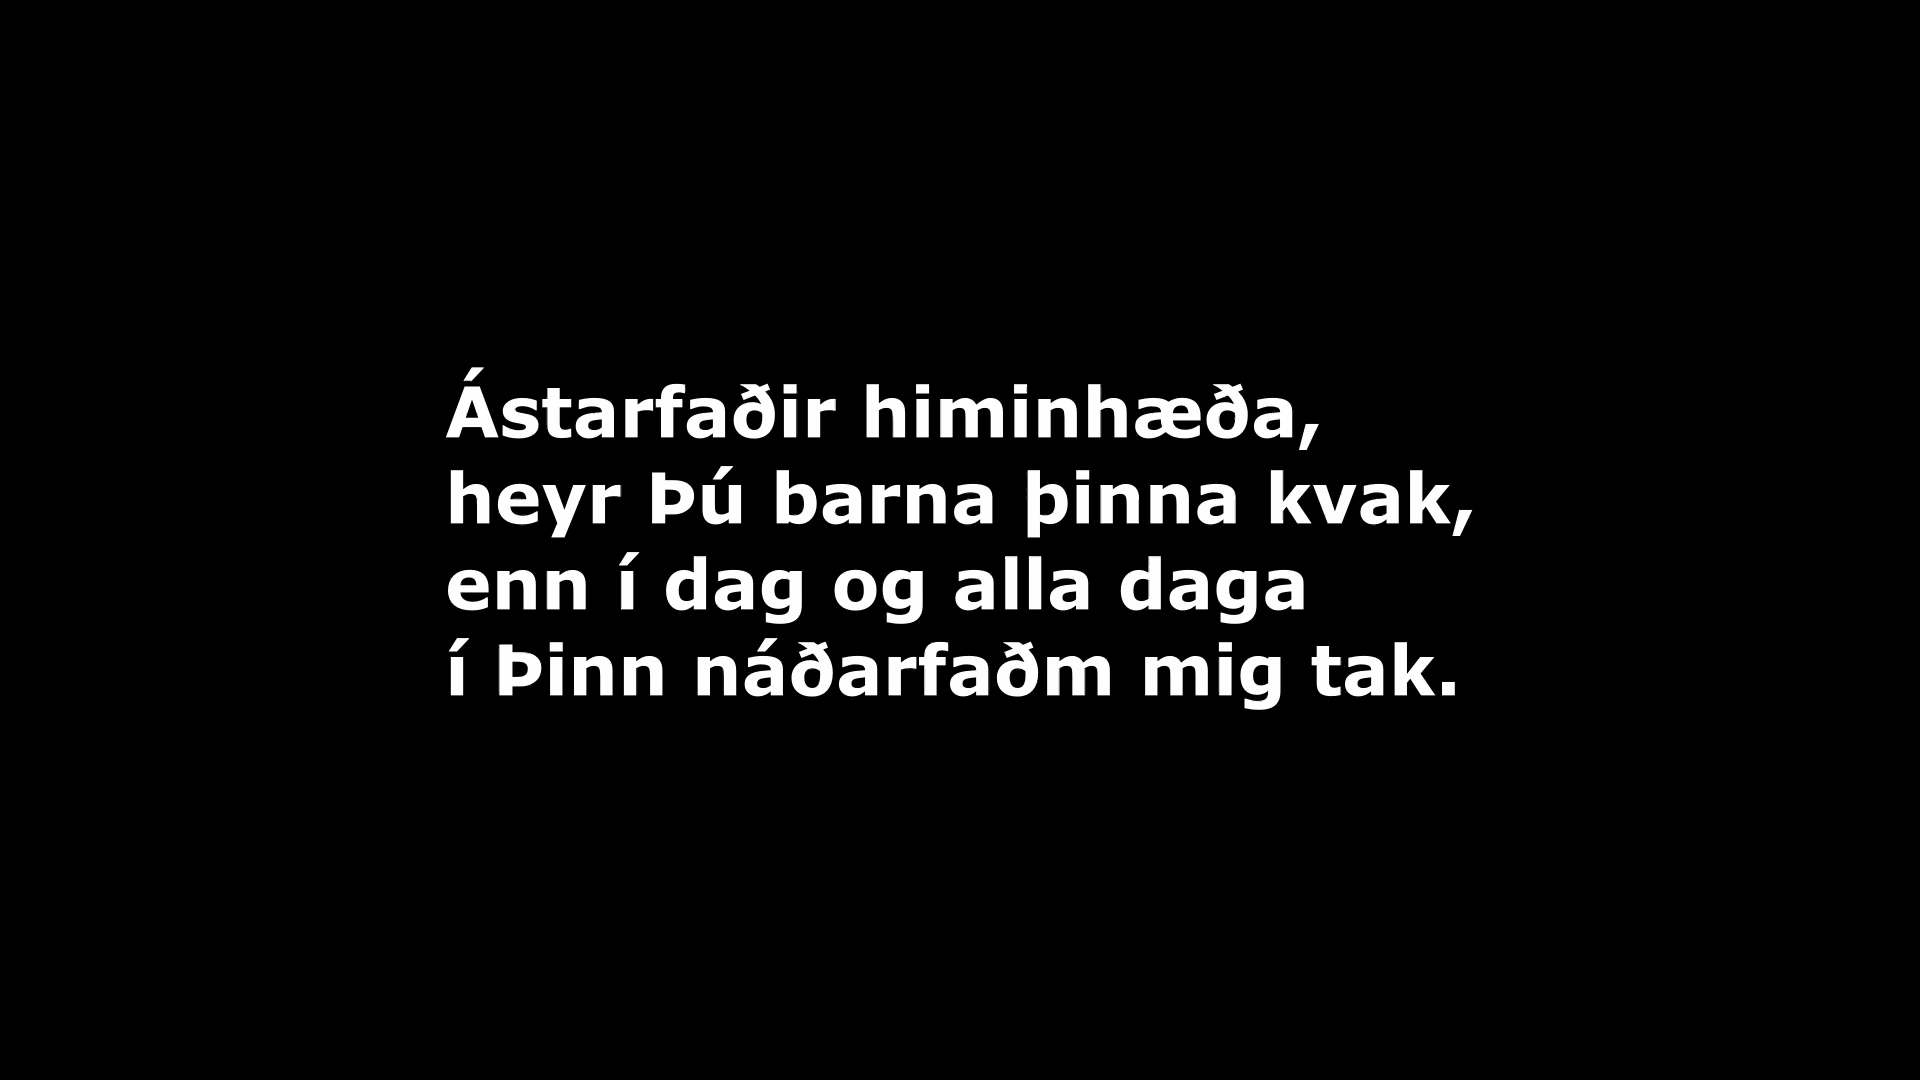 Ástarfaðir himinhæða,
heyr Þú barna þinna kvak,
enn í dag og alla daga
í Þinn náðarfaðm mig tak.